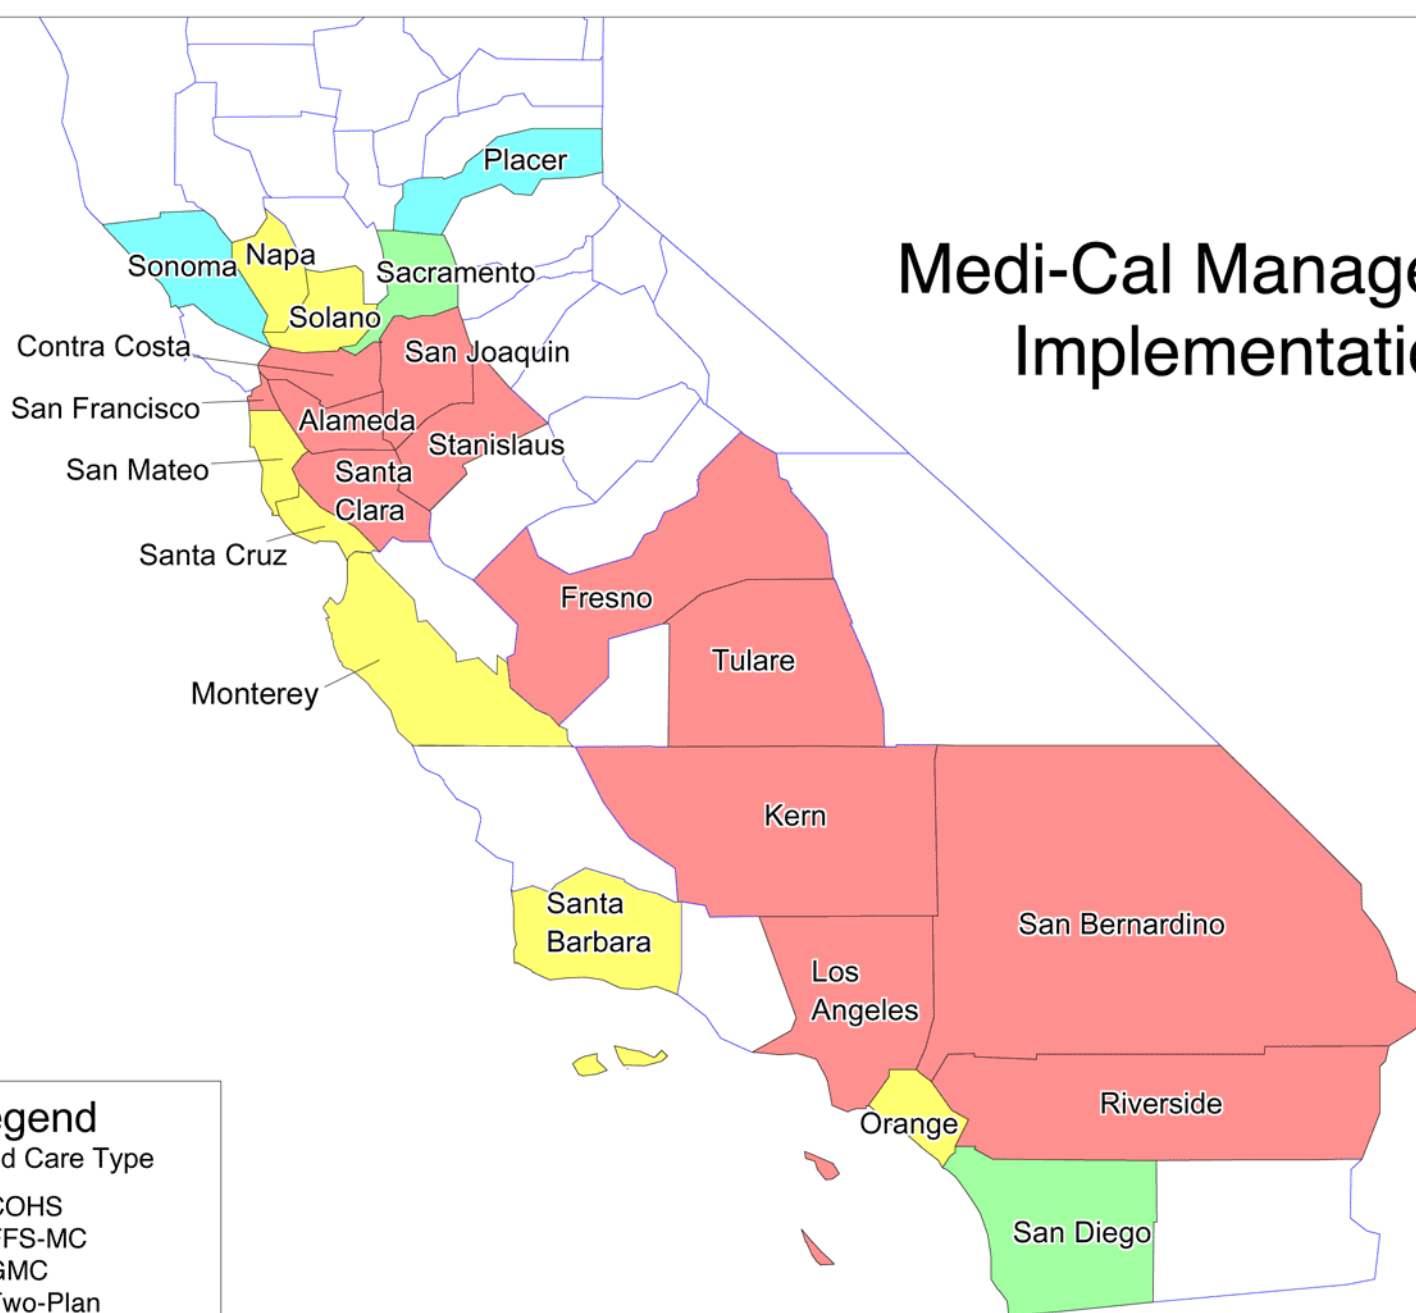 Placer
Medi-Cal Manage
Implementati
Napa
Sonoma
Sacramento
Solano
Contra Costa
San Joaquin
San Francisco
Alameda
Stanislaus
San Mateo
Santa
Clara
Santa Cruz
Fresno
Tulare
Monterey
Kern
Santa
Barbara
San Bernardino
Los
Angeles
Riverside
Orange
San Diego
egend
d Care Type
COHS
FFS-MC
GMC
Two-Plan